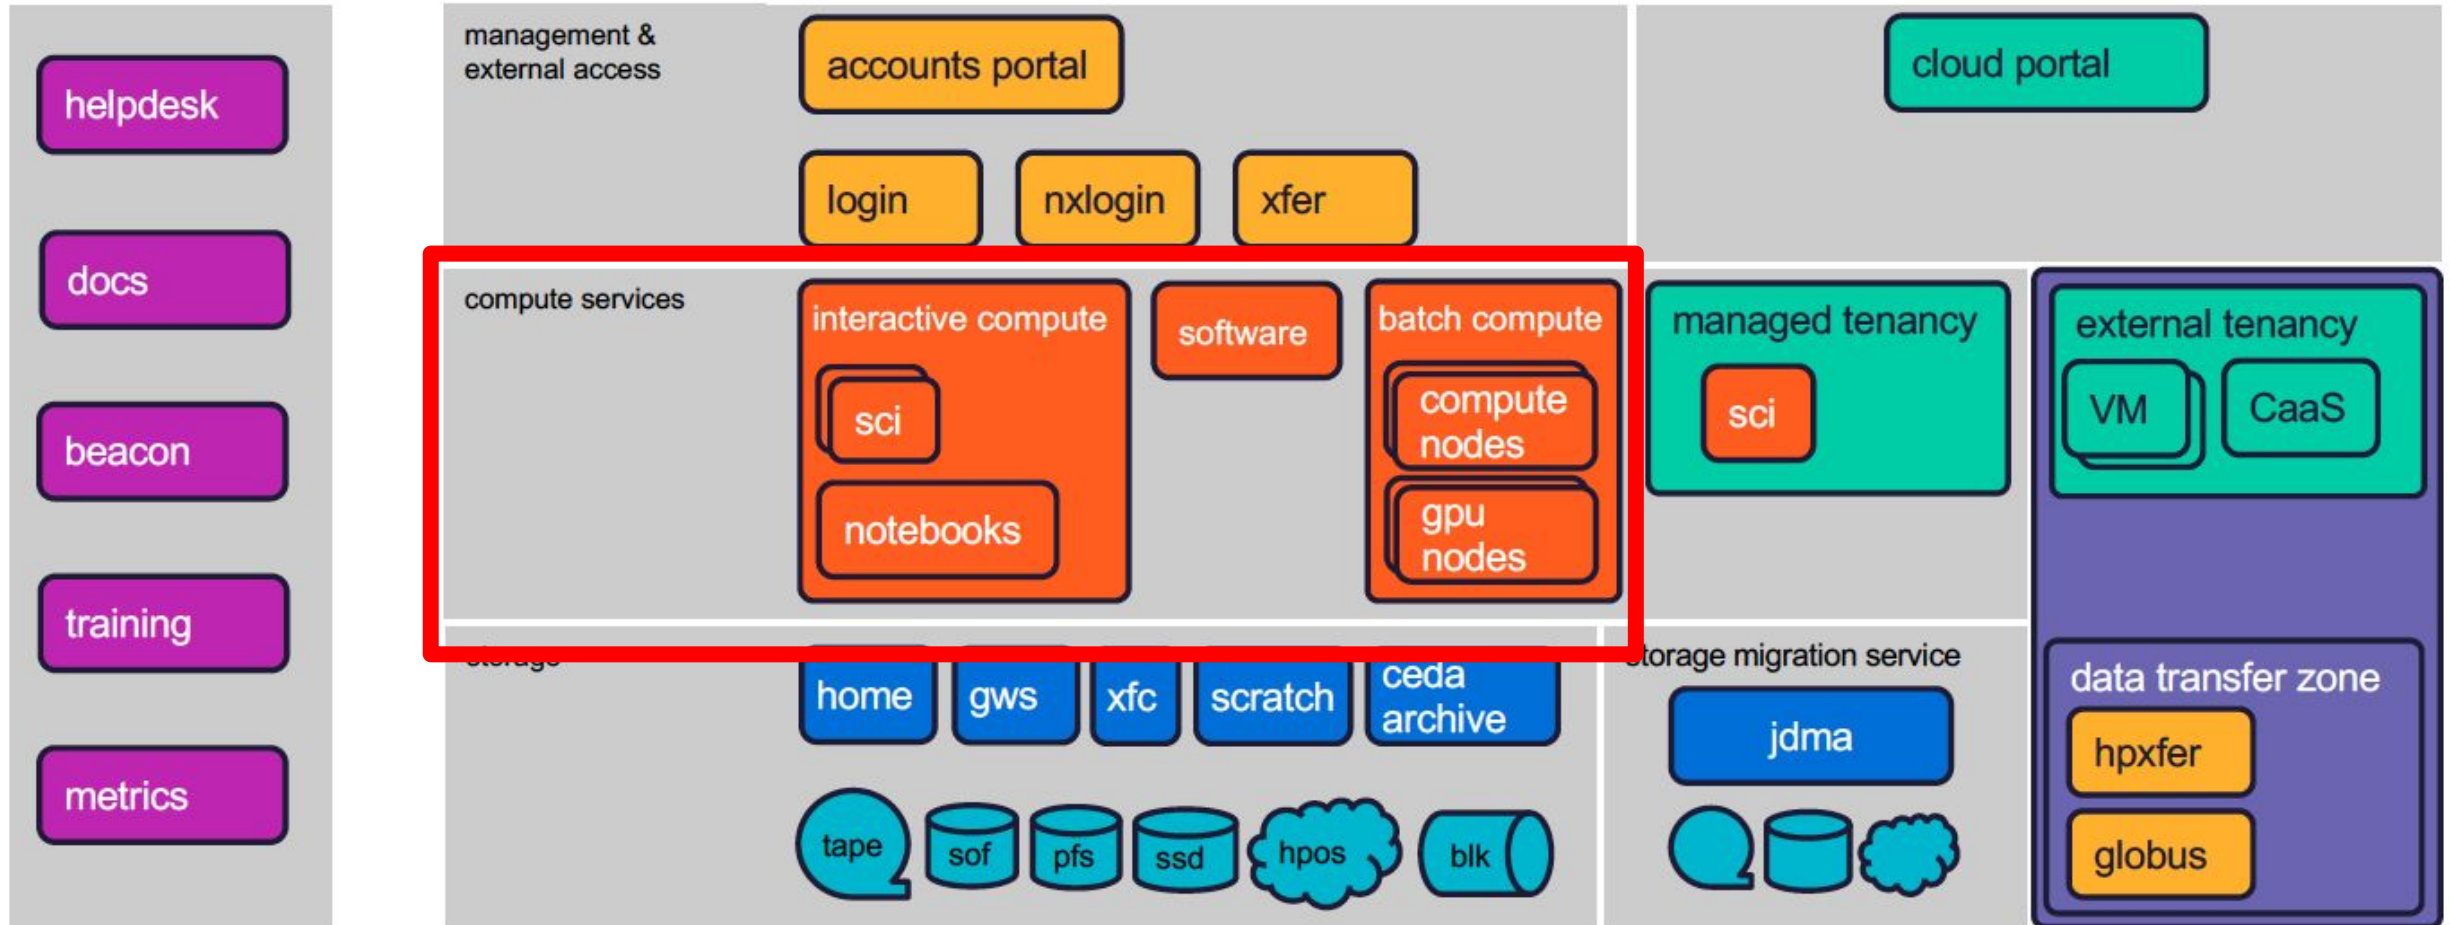 helpdesk
docs
beacon
training
metrics
management &
external access
accounts portal
login
nxlogin
xfer
cloud portal
compute services
interactive compute
sci
notebooks
software
batch compute
compute
nodes
gpu
nodes
managed tenancy
sci
external tenancy
VM
CaaS
storage
home
gws
xfc
scratch
ceda
archive
tape
sof
pfs
ssd
hpos
blk
storage migration service
jdma
data transfer zone
hpxfer
globus